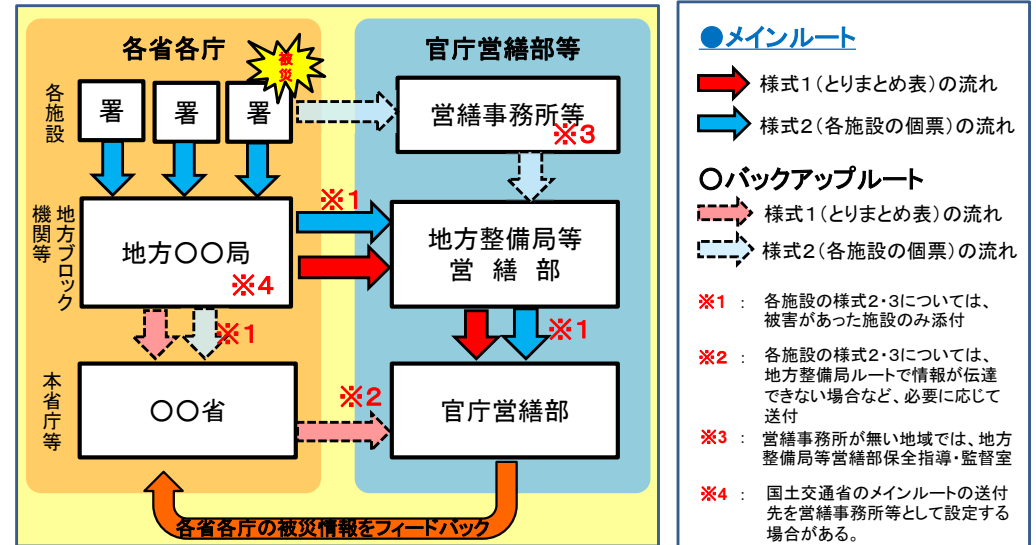 各省各庁
官庁営繕部等
被
災
各施設
署
署
署
営繕事務所等
※3
地方ブロック
機関等
地方〇〇局
※4
※1
地方整備局等
営 繕 部
※1
※1
本省庁等
〇〇省
※2
官庁営繕部
各省各庁の被災情報をフィードバック
●メインルート
様式1(とりまとめ表)の流れ
様式2(各施設の個票)の流れ
〇バックアップルート
様式1(とりまとめ表)の流れ
様式2(各施設の個票)の流れ
※1 : 各施設の様式2・3については、
被害があった施設のみ添付
※2 : 各施設の様式2・3については、
地方整備局ルートで情報が伝達
できない場合など、必要に応じて
送付
※3 : 営繕事務所が無い地域では、地方
整備局等営繕部保全指導・監督室
※4 : 国土交通省のメインルートの送付
先を営繕事務所等として設定する
場合がある。